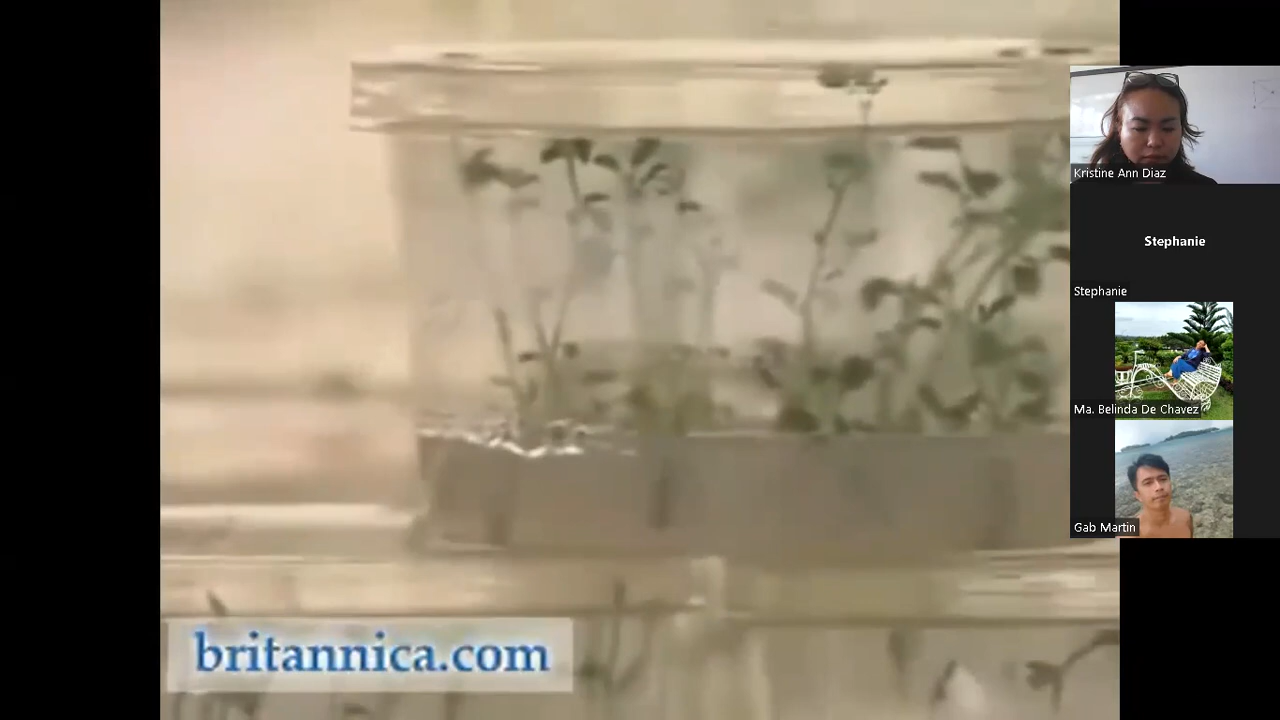 britannica.com
Kristine Ann Diaz
Stephanie
Stephanie
Ma. Belinda De Chavez
Gab Martin